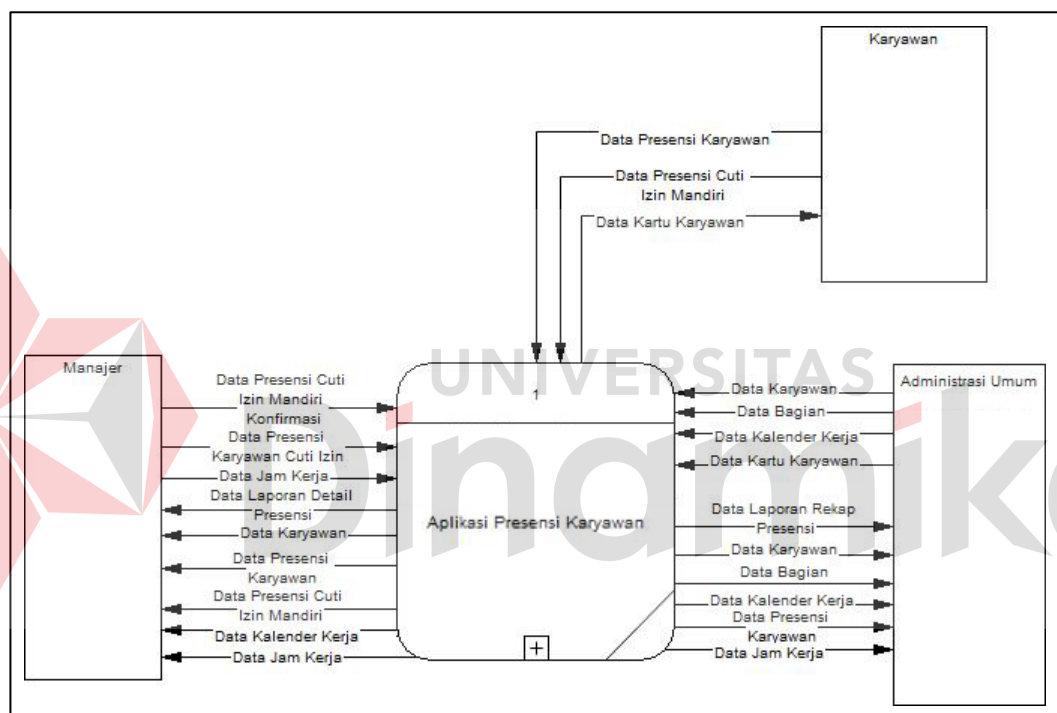 Karyawan
Data Presensi Karyawan
Data Presensi Cuti
Izin Mandiri
Data Kartu Karyawan
UNIVERSITAS
Dinamika
Manajer
Data Presensi Cuti
Izin Mandiri
Konfirmasi
Data Presensi
Karyawan Cuti Izin
Data Jam Kerja
Data Laporan Detail
Presensi
Data Karyawan
Data Presensi
Karyawan
Data Presensi Cuti
Izin Mandiri
Data Kalender Kerja
Data Jam Kerja
1
Aplikasi Presensi Karyawan
Administrasi Umum
Data Karyawan
Data Bagian
Data Kalender Kerja
Data Kartu Karyawan
Data Laporan Rekap
Presensi
Data Karyawan
Data Bagian
Data Kalender Kerja
Data Presensi
Karyawan
Data Jam Kerja